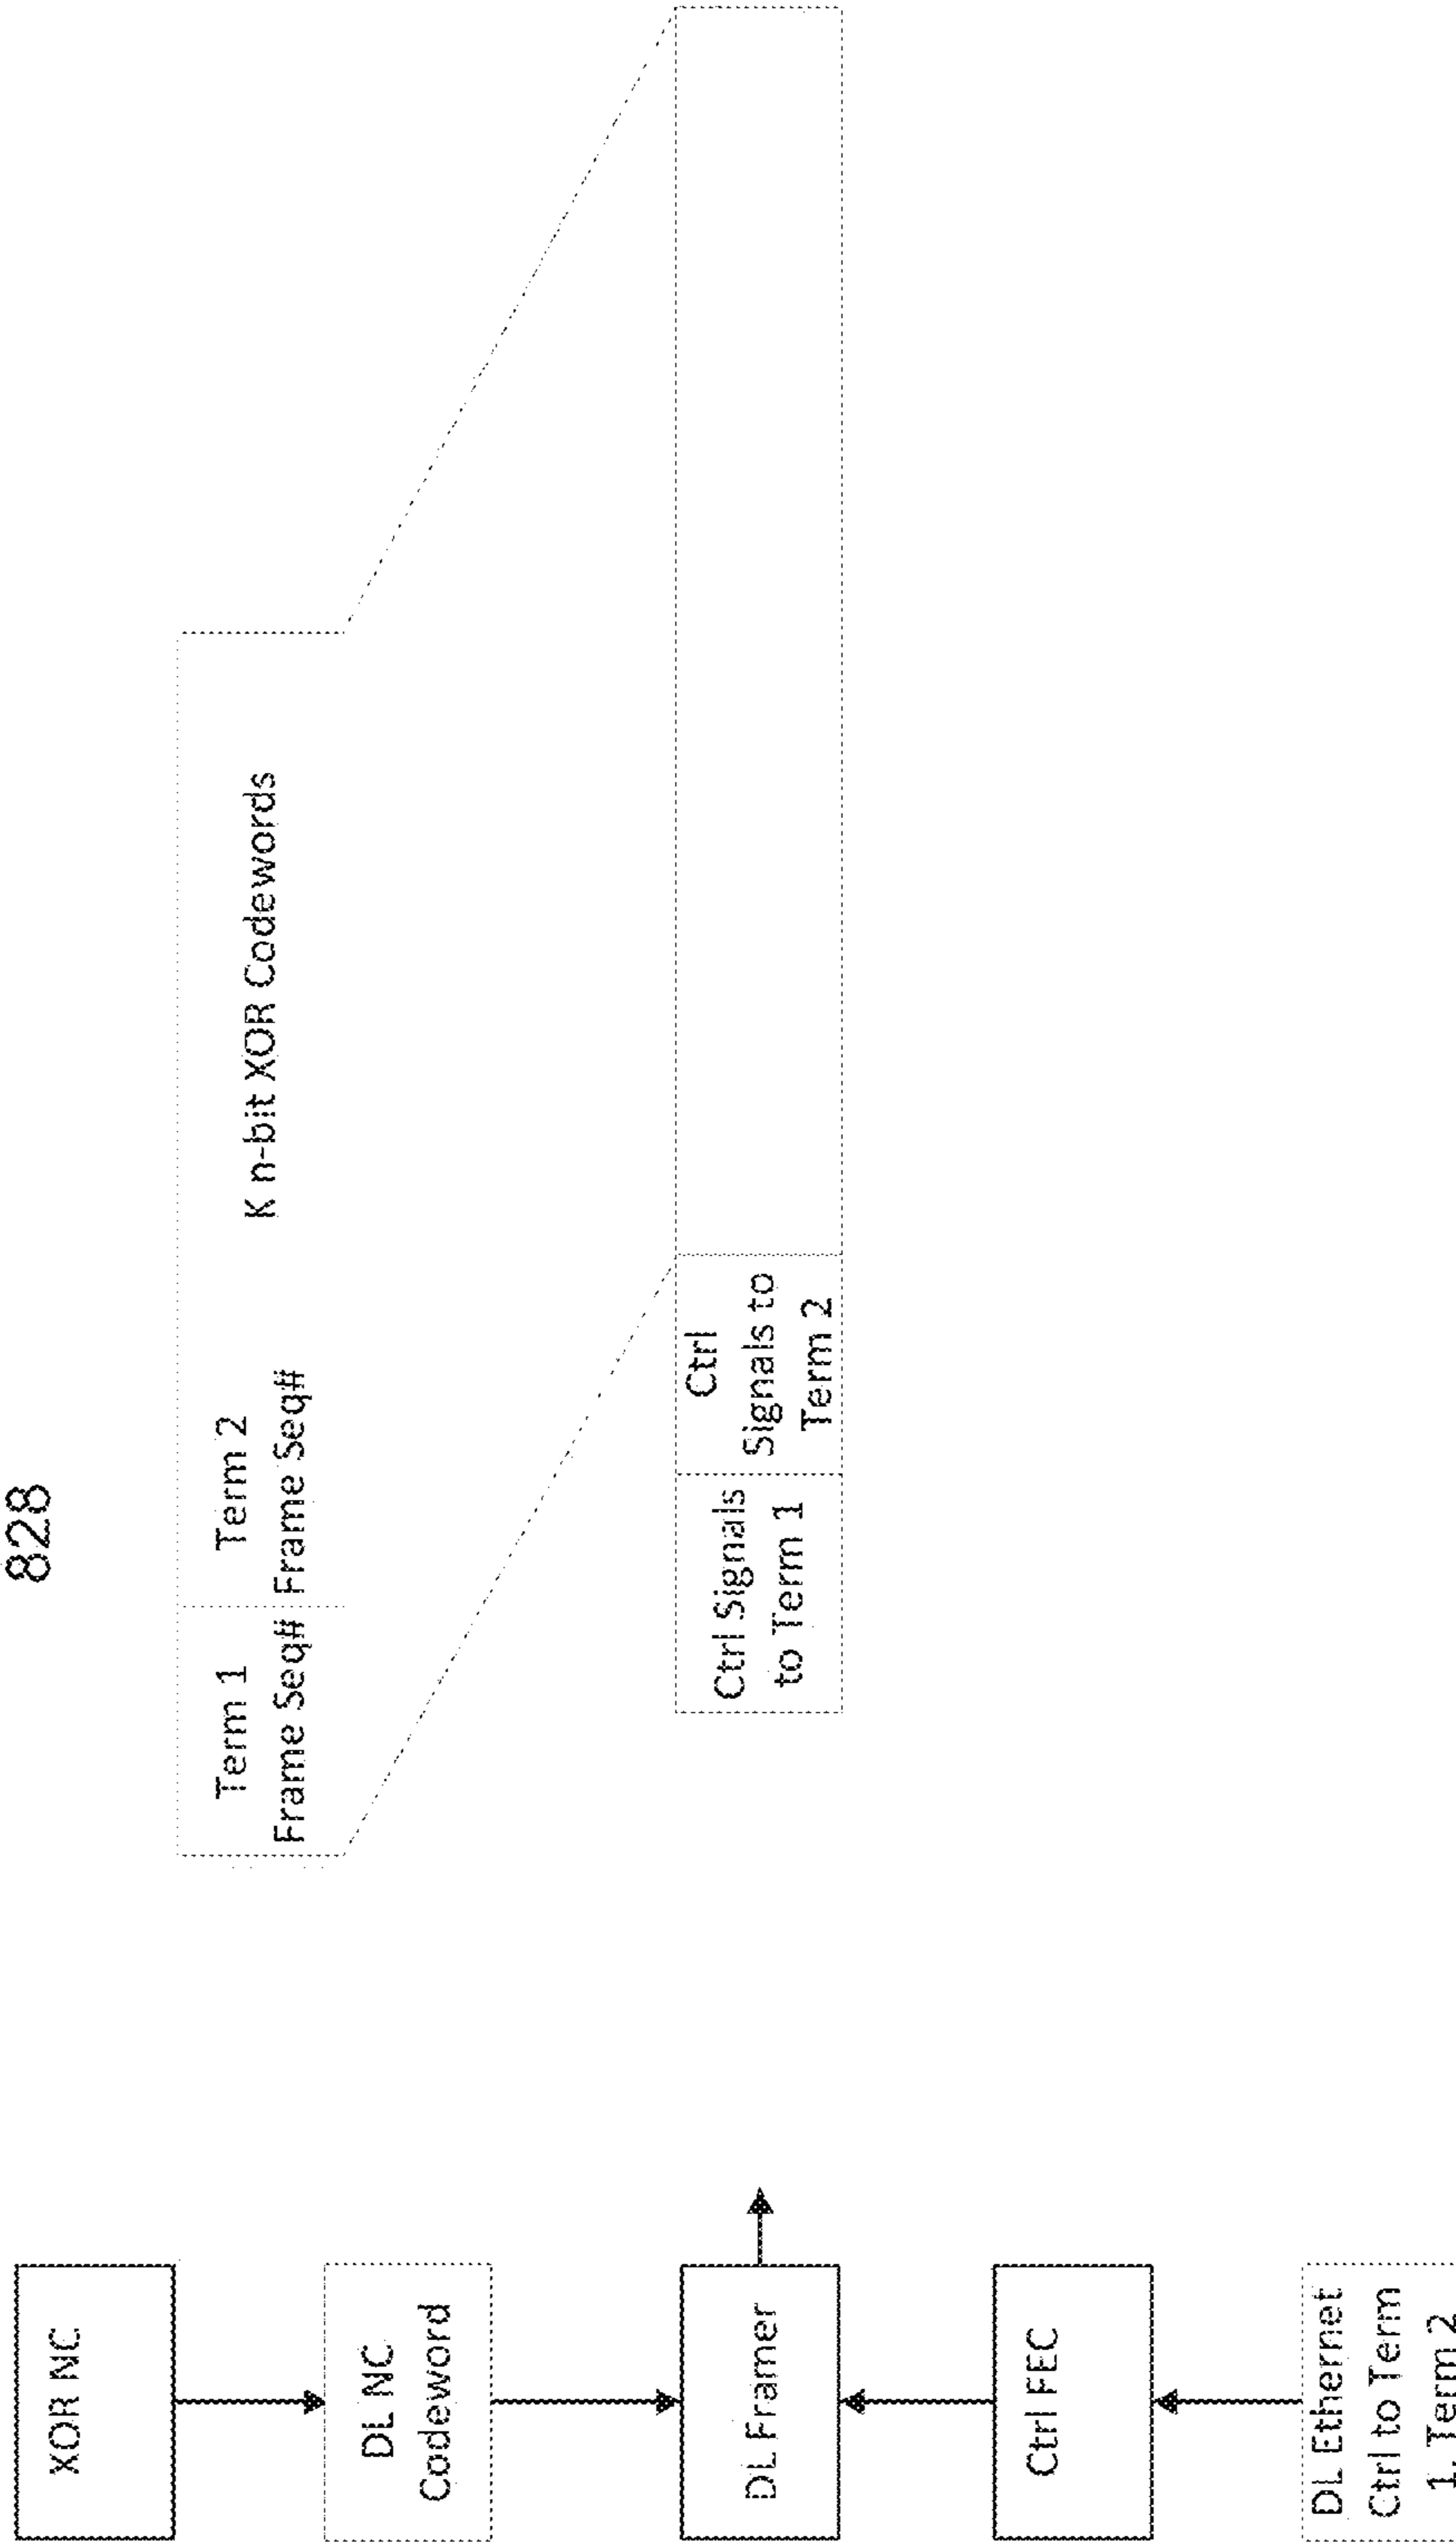 828
XOR NC
DL NC
Codeword
DL Framer
Ctrl FEC
DL Ethernet
Ctrl to Term
1, Term 2
Term 1
Frame Seq#
Term 2
Frame Seq#
K n-bit XOR Codewords
Ctrl Signals
to Term 1
Ctrl
Signals to
Term 2